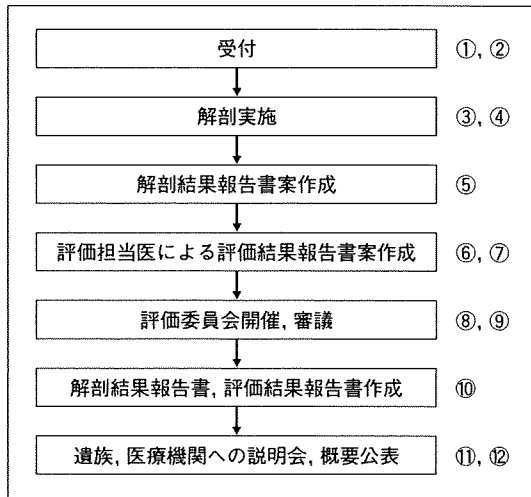 受付 ①, ②
解剖実施 ③, ④
解剖結果報告書案作成 ⑤
評価担当医による評価結果報告書案作成 ⑥, ⑦
評価委員会開催, 審議 ⑧, ⑨
解剖結果報告書, 評価結果報告書作成 ⑩
遺族, 医療機関への説明会, 概要公表 ⑪, ⑫